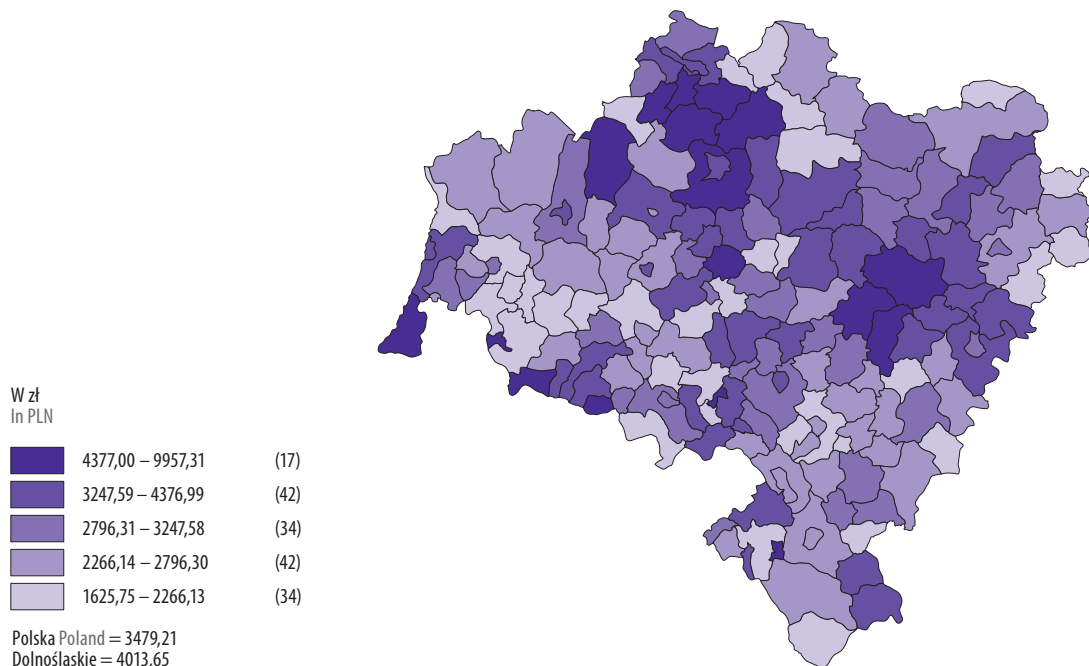 W zł
In PLN
4377,00 – 9957,31 (17)
3247,59 – 4376,99 (42)
2796,31 – 3247,58 (34)
2266,14 – 2796,30 (42)
1625,75 – 2266,13 (34)
Polska Poland = 3479,21
Dolnośląskie = 4013,65